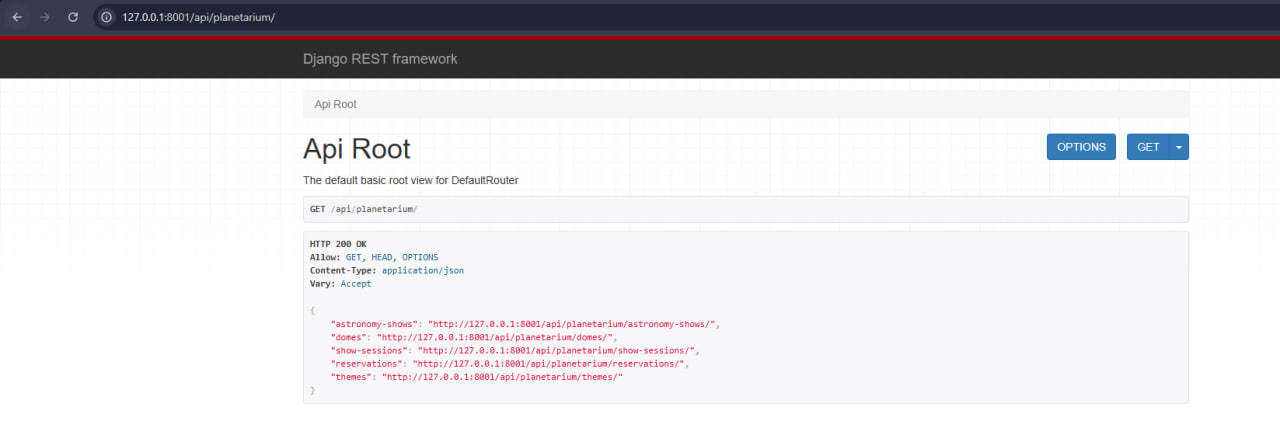 127.0.0.1:8001/api/planetarium/
Django REST framework
Api Root
Api Root
OPTIONS
GET
The default basic root view for DefaultRouter
GET /api/planetarium/
HTTP 200 OK
Allow: GET, HEAD, OPTIONS
Content-Type: application/json
Vary: Accept
{
    "astronomy-shows": "http://127.0.0.1:8001/api/planetarium/astronomy-shows/",
    "domes": "http://127.0.0.1:8001/api/planetarium/domes/",
    "show-sessions": "http://127.0.0.1:8001/api/planetarium/show-sessions/",
    "reservations": "http://127.0.0.1:8001/api/planetarium/reservations/",
    "themes": "http://127.0.0.1:8001/api/planetarium/themes/"
}